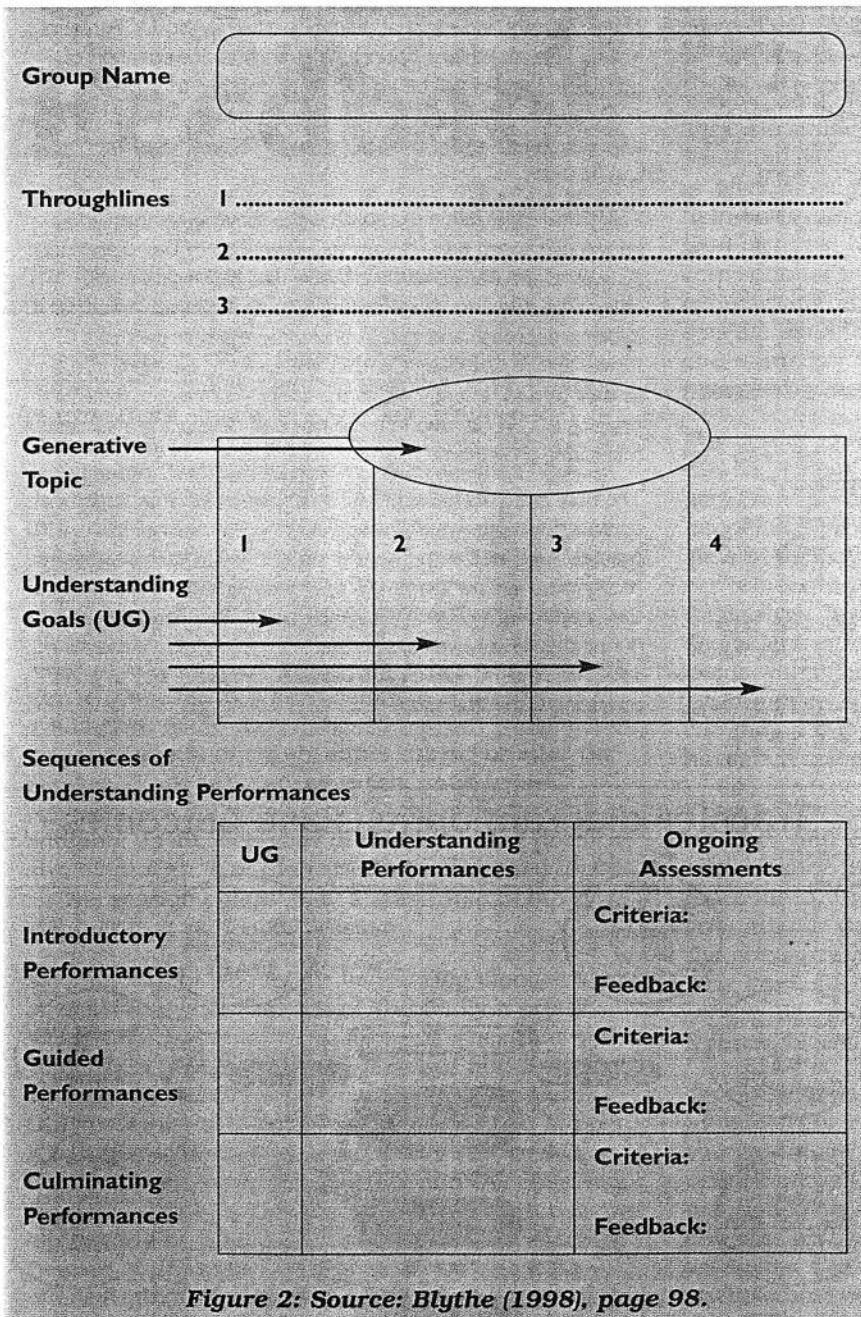 Group Name
Throughlines
1
2
3
Generative
Topic
1 2 3 4
Understanding
Goals (UG)
Sequences of
Understanding Performances
UG
Understanding
Performances
Ongoing
Assessments
Introductory
Performances
Criteria:
Feedback:
Guided
Performances
Criteria:
Feedback:
Culminating
Performances
Criteria:
Feedback:
Figure 2: Source: Blythe (1998), page 98.